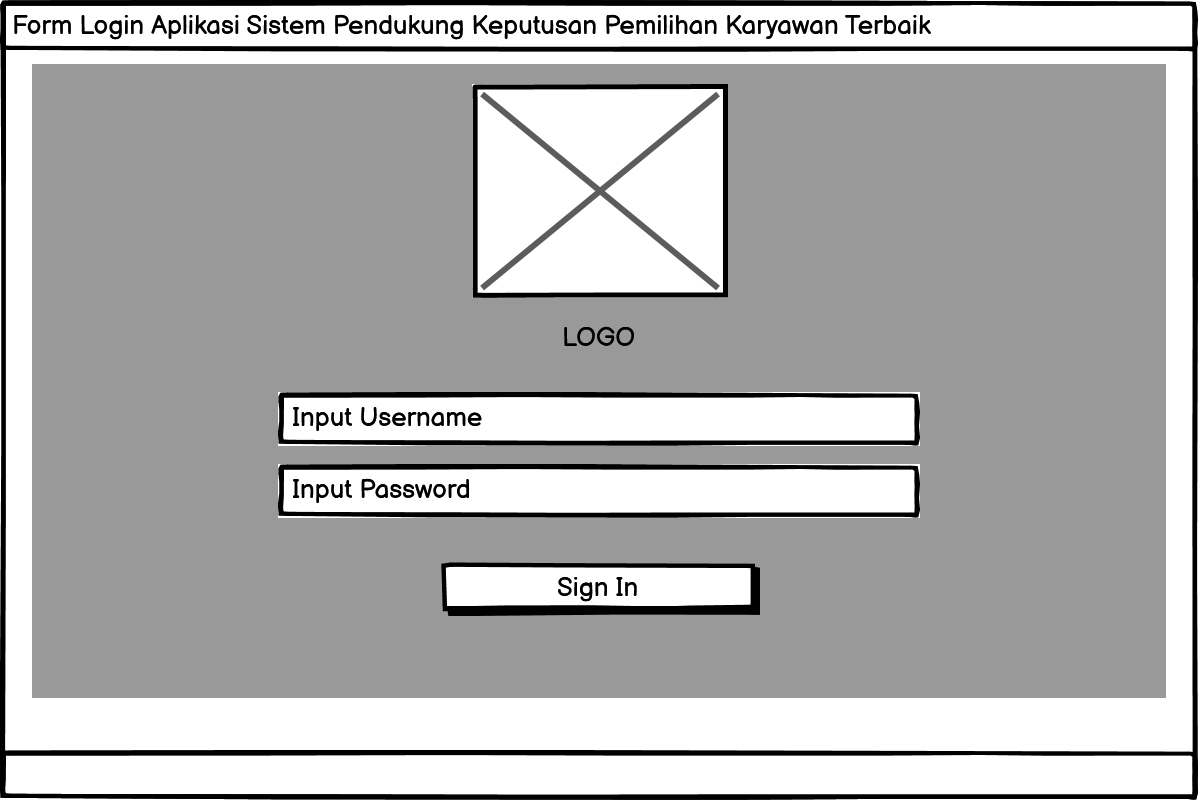 Form Login Aplikasi Sistem Pendukung Keputusan Pemilihan Karyawan Terbaik
LOGO
Input Username
Input Password
Sign In